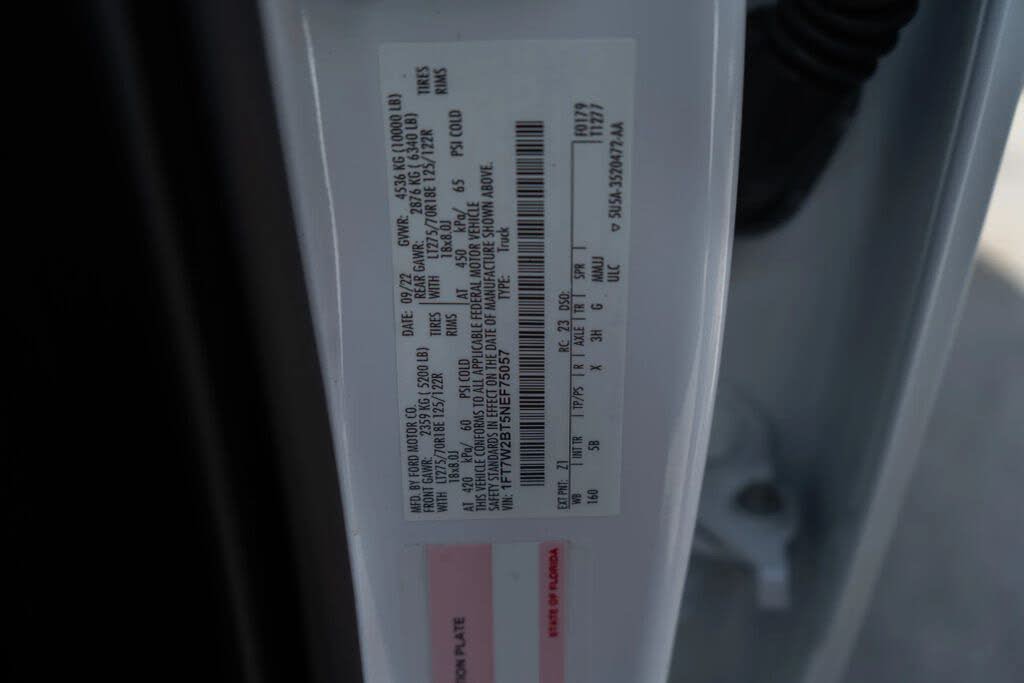 MFD. BY FORD MOTOR CO.
DATE: 09/22 GVWR: 4536 KG (10000 LB)
FRONT GAWR: 2359 KG ( 5200 LB)
REAR GAWR: 2876 KG ( 6340 LB)
WITH LT275/70R18E 125/122R TIRES
WITH LT275/70R18E 125/122R TIRES
18x8.0J RIMS
18x8.0J RIMS
AT 420 kPa/ 60 PSI COLD
AT 450 kPa/ 65 PSI COLD
THIS VEHICLE CONFORMS TO ALL APPLICABLE FEDERAL MOTOR VEHICLE
SAFETY STANDARDS IN EFFECT ON THE DATE OF MANUFACTURE SHOWN ABOVE.
VIN: 1FT7W2BT5NEF75057 TYPE: Truck
EXT PNT: Z1 RC: 23 DSO: F0179
WB INT TR TP/PS R AXLE TR SPR T1277
160 5B X 3H G MMJJ
ULC
▽ 5U5A-3520472-AA
TION PLATE
STATE OF FLORIDA